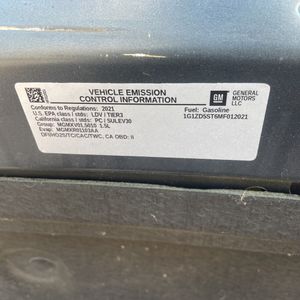 VEHICLE EMISSION
CONTROL INFORMATION
GM
GENERAL
MOTORS
LLC
Conforms to Regulations: 2021
Fuel: Gasoline
U.S. EPA class / stds: LDV / TIER3
1G1ZD5ST6MF012021
California class / stds: PC / SULEV30
Group: MGMXV01.5010 1.5L
Evap: MGMXR01103AA
DFI/HO2S/TC/CAC/TWC, CA OBD: II